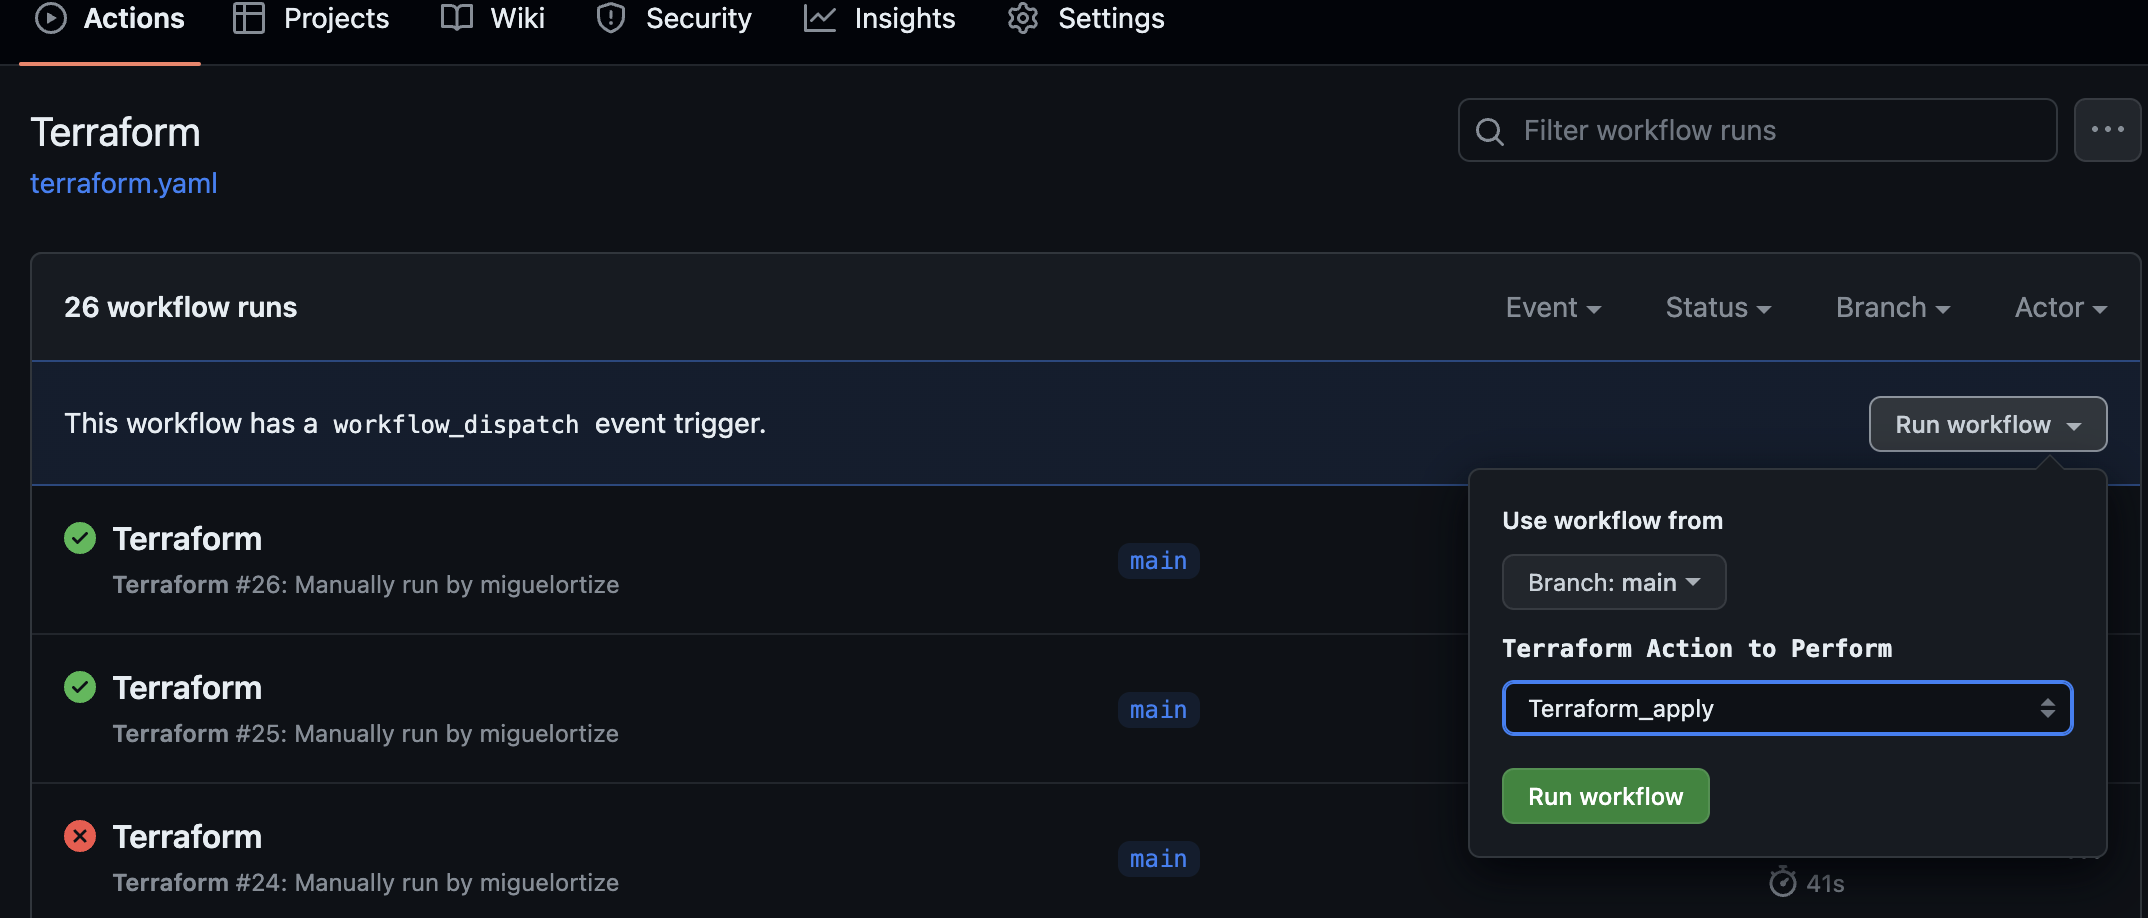 Actions Projects Wiki Security Insights Settings
Terraform
Filter workflow runs
terraform.yaml
26 workflow runs
Event Status Branch Actor
This workflow has a workflow_dispatch event trigger.
Run workflow
Use workflow from
Branch: main
Terraform Action to Perform
Terraform_apply
Run workflow
Terraform
main
Terraform #26: Manually run by miguelortize
Terraform
main
Terraform #25: Manually run by miguelortize
Terraform
main
Terraform #24: Manually run by miguelortize
41s